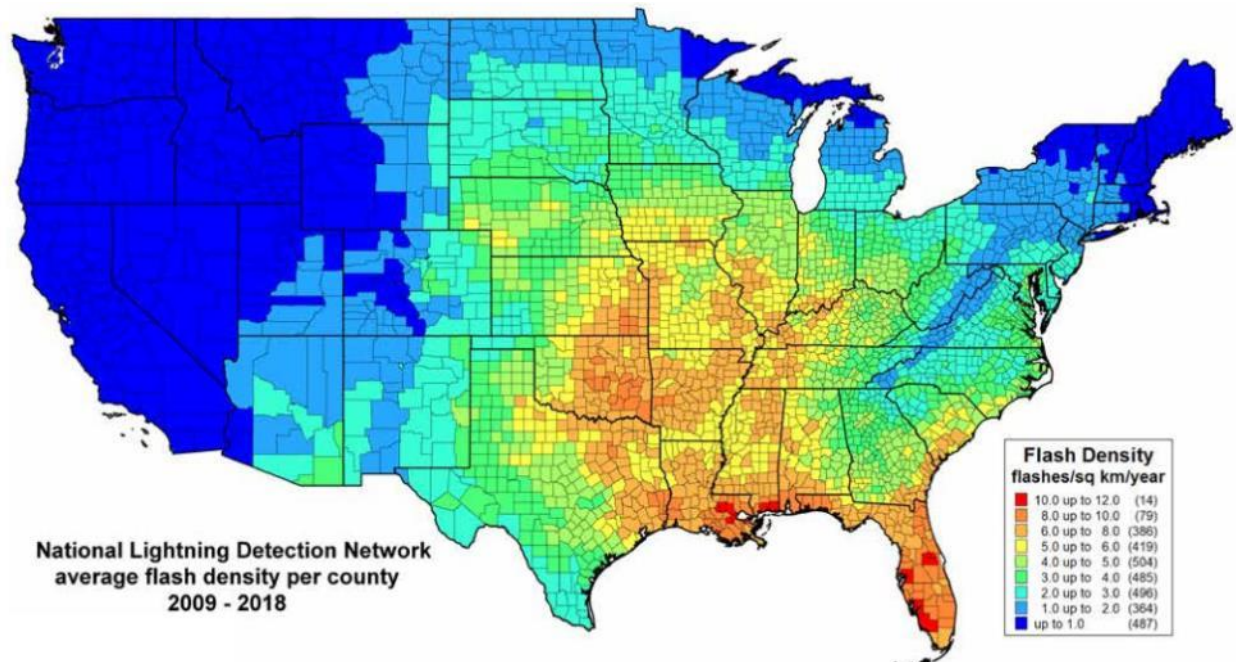 National Lightning Detection Network
average flash density per county
2009 - 2018
Flash Density
flashes/sq km/year
10.0 up to 12.0 (14)
8.0 up to 10.0 (79)
6.0 up to 8.0 (386)
5.0 up to 6.0 (419)
4.0 up to 5.0 (504)
3.0 up to 4.0 (485)
2.0 up to 3.0 (496)
1.0 up to 2.0 (364)
up to 1.0 (487)